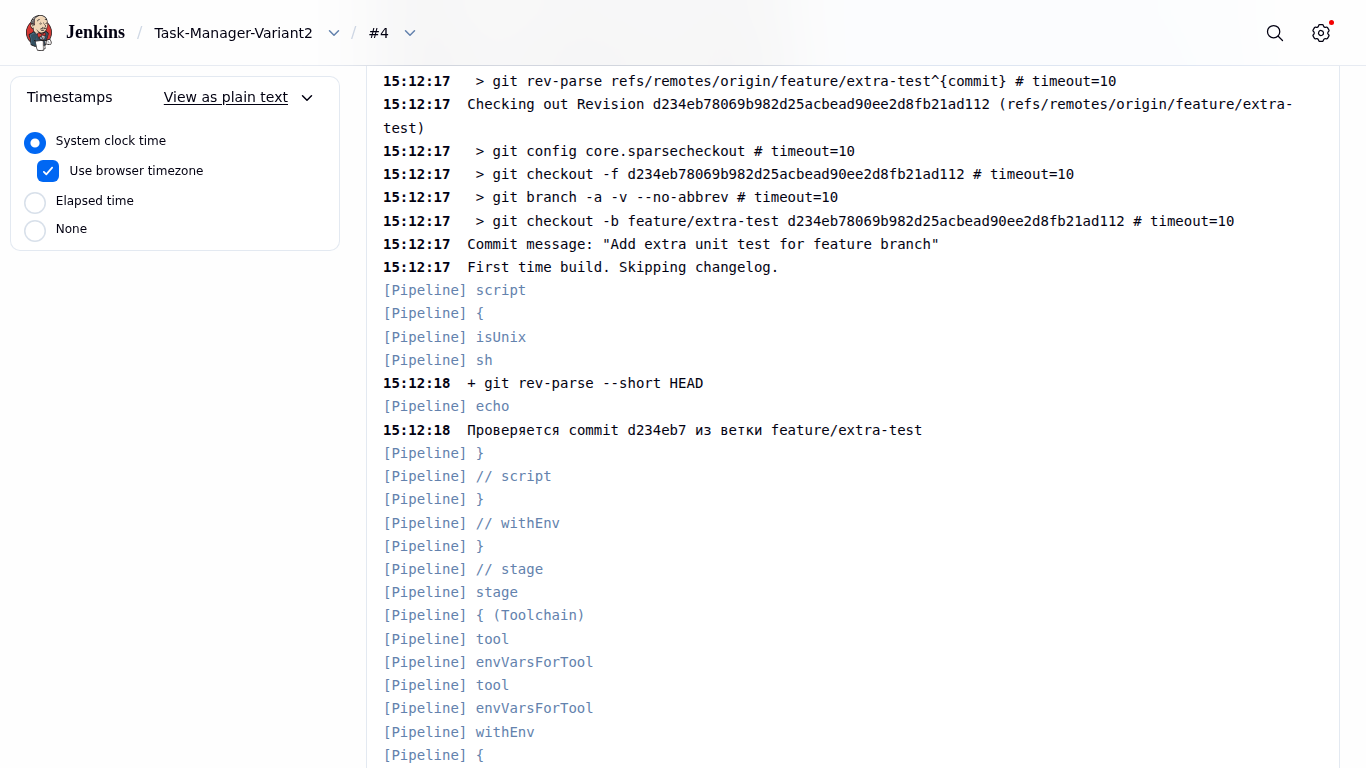 Jenkins / Task-Manager-Variant2 / #4
Timestamps View as plain text
System clock time
Use browser timezone
Elapsed time
None
15:12:17   > git rev-parse refs/remotes/origin/feature/extra-test^{commit} # timeout=10
15:12:17  Checking out Revision d234eb78069b982d25acbead90ee2d8fb21ad112 (refs/remotes/origin/feature/extra-
test)
15:12:17   > git config core.sparsecheckout # timeout=10
15:12:17   > git checkout -f d234eb78069b982d25acbead90ee2d8fb21ad112 # timeout=10
15:12:17   > git branch -a -v --no-abbrev # timeout=10
15:12:17   > git checkout -b feature/extra-test d234eb78069b982d25acbead90ee2d8fb21ad112 # timeout=10
15:12:17  Commit message: "Add extra unit test for feature branch"
15:12:17  First time build. Skipping changelog.
[Pipeline] script
[Pipeline] {
[Pipeline] isUnix
[Pipeline] sh
15:12:18  + git rev-parse --short HEAD
[Pipeline] echo
15:12:18  Проверяется commit d234eb7 из ветки feature/extra-test
[Pipeline] }
[Pipeline] // script
[Pipeline] }
[Pipeline] // withEnv
[Pipeline] }
[Pipeline] // stage
[Pipeline] stage
[Pipeline] { (Toolchain)
[Pipeline] tool
[Pipeline] envVarsForTool
[Pipeline] tool
[Pipeline] envVarsForTool
[Pipeline] withEnv
[Pipeline] {